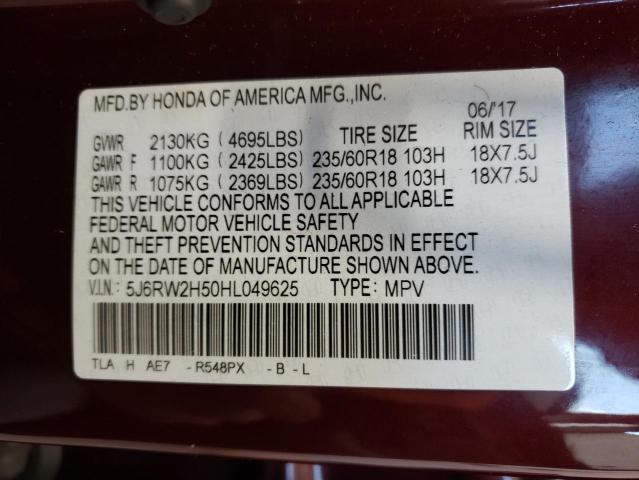 MFD.BY HONDA OF AMERICA MFG.,INC. 06/'17
GVWR 2130KG (4695LBS) TIRE SIZE RIM SIZE
GAWR F 1100KG (2425LBS) 235/60R18 103H 18X7.5J
GAWR R 1075KG (2369LBS) 235/60R18 103H 18X7.5J
THIS VEHICLE CONFORMS TO ALL APPLICABLE
FEDERAL MOTOR VEHICLE SAFETY
AND THEFT PREVENTION STANDARDS IN EFFECT
ON THE DATE OF MANUFACTURE SHOWN ABOVE.
V.I.N.: 5J6RW2H50HL049625 TYPE: MPV
TLA H AE7 -R548PX -B -L